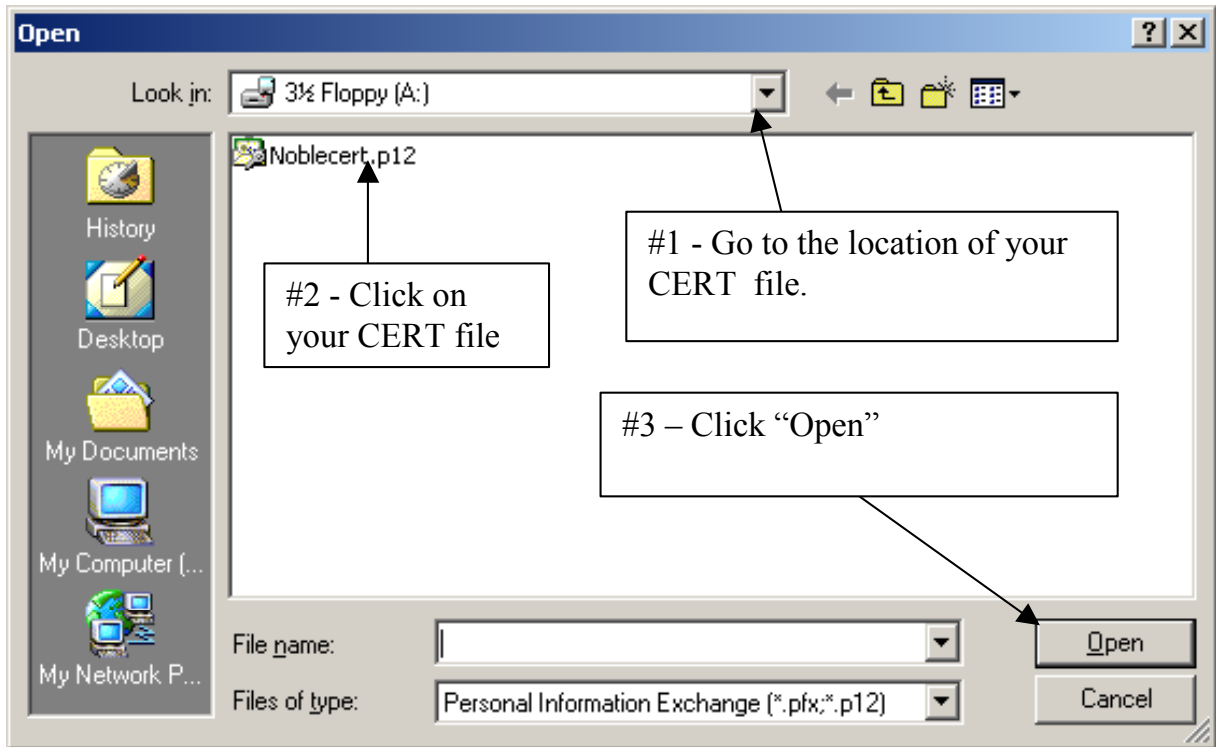 Open
Look in:
3½ Floppy (A:)
Noblecert.p12
History
Desktop
My Documents
My Computer (...
My Network P...
#1 - Go to the location of your
CERT  file.
#2 - Click on
your CERT file
#3 – Click “Open”
File name:
Open
Files of type:
Personal Information Exchange (*.pfx;*.p12)
Cancel